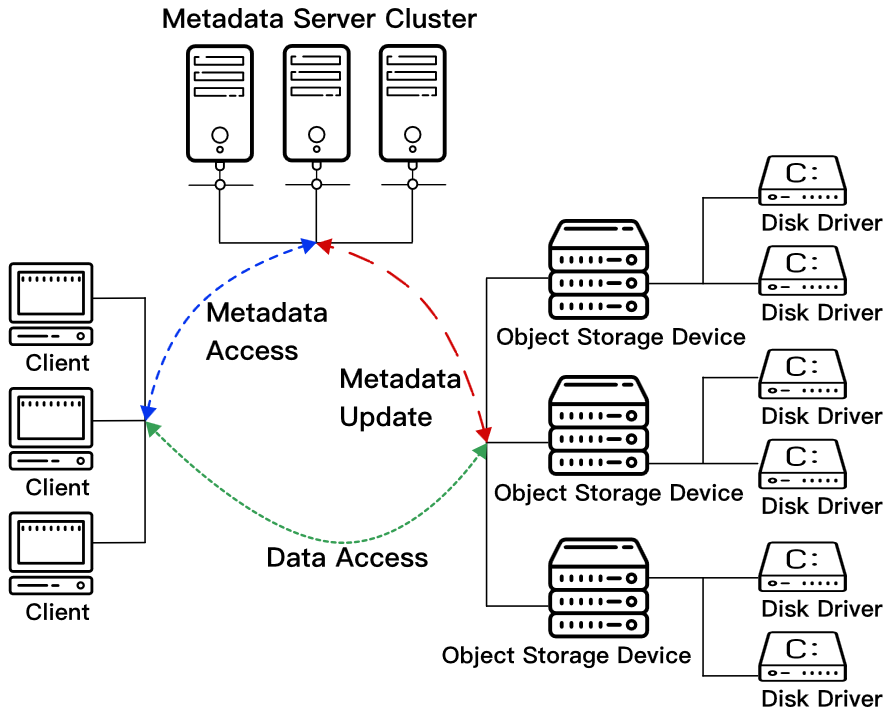 Metadata Server Cluster
C:
Disk Driver
C:
Disk Driver
Client
Metadata
Access
Object Storage Device
Metadata
Update
C:
Disk Driver
C:
Disk Driver
Client
Object Storage Device
Data Access
C:
Disk Driver
Client
Object Storage Device
C:
Disk Driver